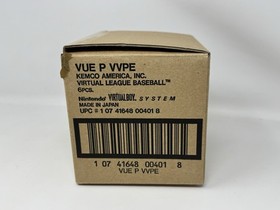 VUE P VVPE
KEMCO AMERICA, INC.
VIRTUAL LEAGUE BASEBALL™
6PCS.
Nintendo VIRTUAL BOY. SYSTEM
MADE IN JAPAN
UPC # 1 07 41648 00401 8
1 07 41648 00401 8
VUE P VVPE